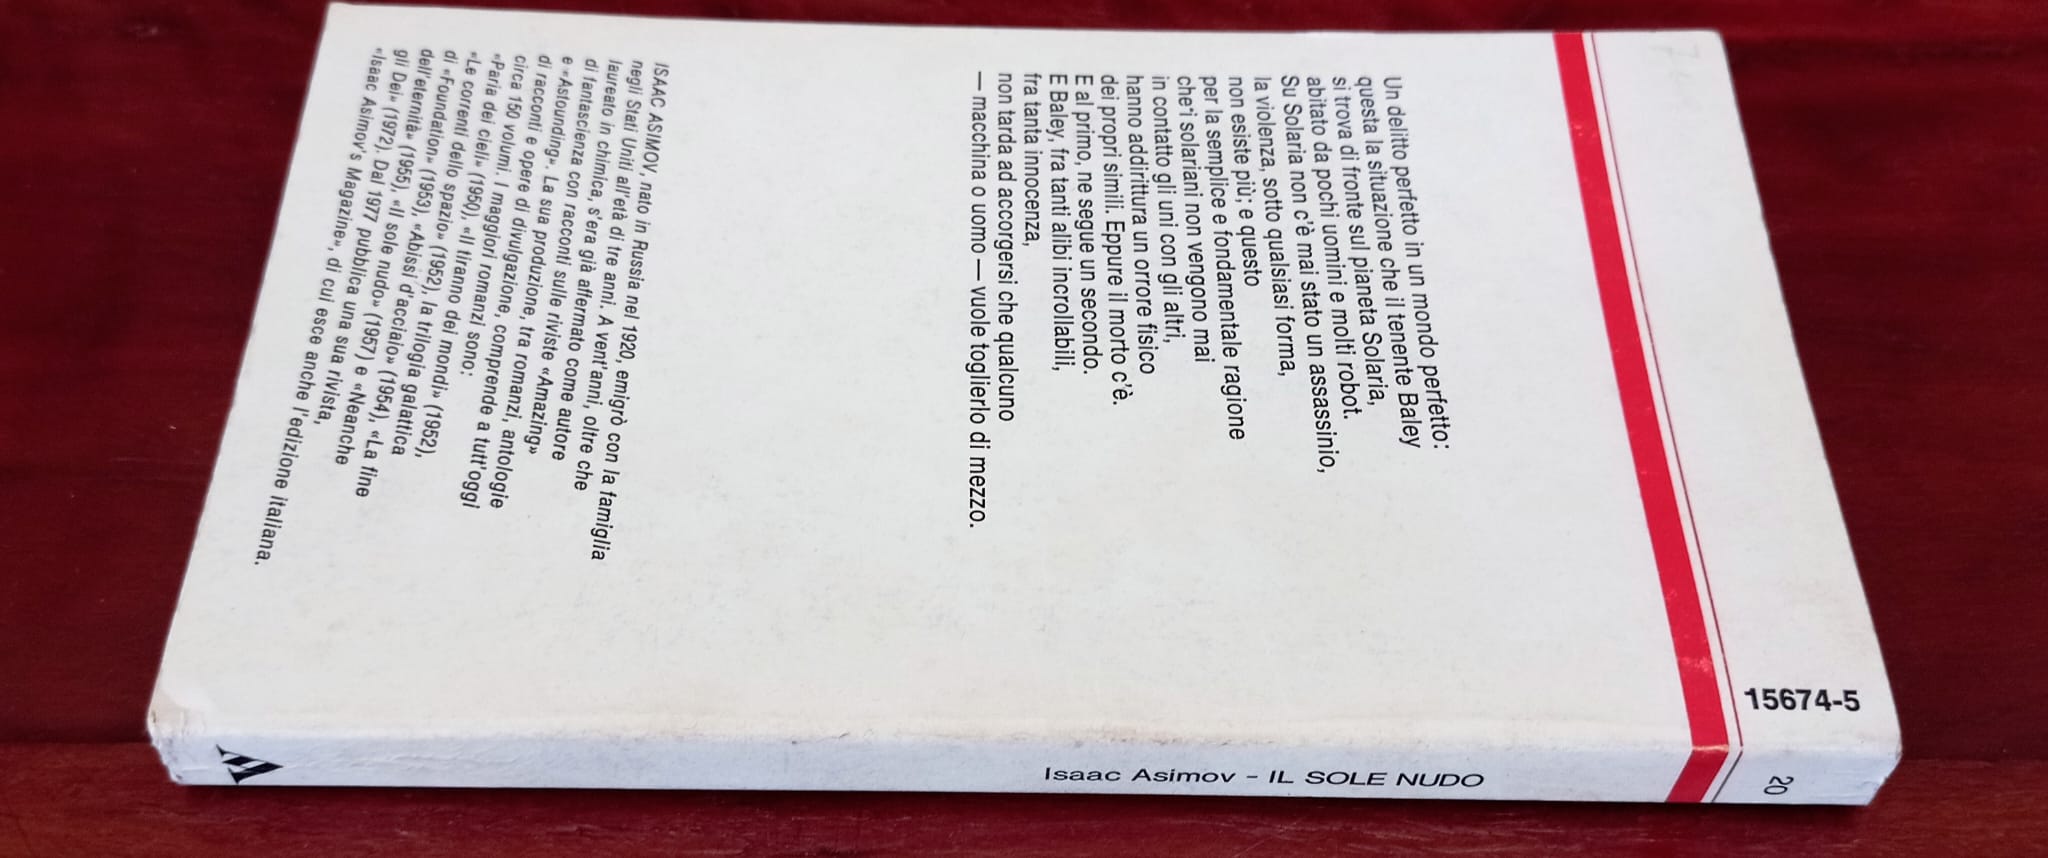 Un delitto perfetto in un mondo perfetto:
questa la situazione che il tenente Baley
si trova di fronte sul pianeta Solaria,
abitato da pochi uomini e molti robot.
Su Solaria non c'è mai stato un assassinio,
la violenza, sotto qualsiasi forma,
non esiste più; e questo
per la semplice e fondamentale ragione
che i solariani non vengono mai
in contatto gli uni con gli altri,
hanno addirittura un orrore fisico
dei propri simili. Eppure il morto c'è.
E al primo, ne segue un secondo.
E Baley, fra tanti alibi incrollabili,
fra tanta innocenza,
non tarda ad accorgersi che qualcuno
— macchina o uomo — vuole toglierlo di mezzo.
ISAAC ASIMOV, nato in Russia nel 1920, emigrò con la famiglia
negli Stati Uniti all'età di tre anni. A vent'anni, oltre che
laureato in chimica, s'era già affermato come autore
di fantascienza con racconti sulle riviste «Amazing»
e «Astounding». La sua produzione, tra romanzi, antologie
di racconti e opere di divulgazione, comprende a tutt'oggi
circa 150 volumi. I maggiori romanzi sono:
«Paria dei cieli» (1950), «Il tiranno dei mondi» (1952),
«Le correnti dello spazio» (1952), la trilogia galattica
di «Foundation» (1953), «Abissi d'acciaio» (1954), «La fine
dell'eternità» (1955), «Il sole nudo» (1957) e «Neanche
gli Dei» (1972). Dal 1977 pubblica una sua rivista,
«Isaac Asimov's Magazine», di cui esce anche l'edizione italiana.
15674-5
20
Isaac Asimov - IL SOLE NUDO